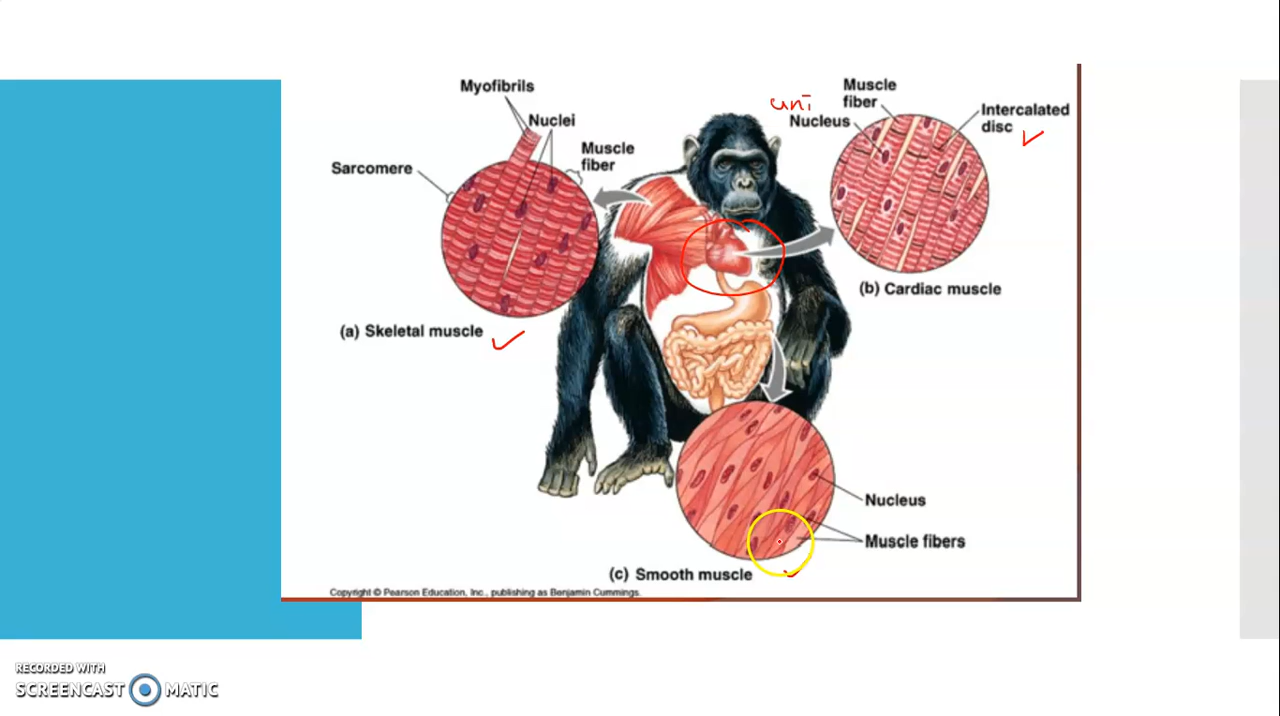 Myofibrils
Nuclei
Muscle
fiber
Sarcomere
(a) Skeletal muscle
uni
Nucleus
Muscle
fiber
Intercalated
disc
(b) Cardiac muscle
Nucleus
Muscle fibers
(c) Smooth muscle
Copyright © Pearson Education, Inc., publishing as Benjamin Cummings.
RECORDED WITH
SCREENCAST MATIC